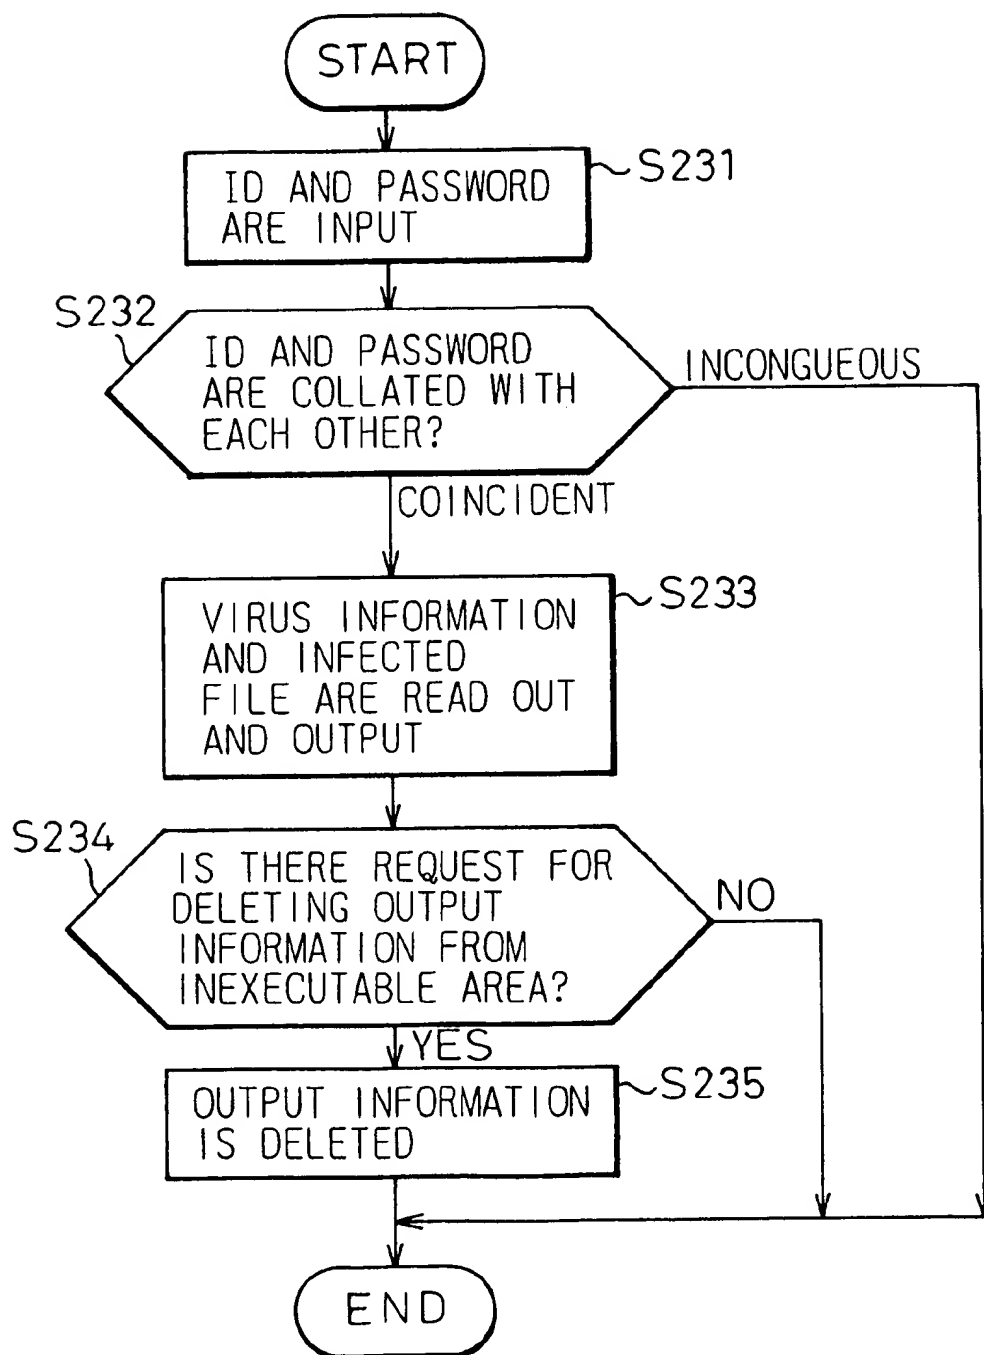 START
ID AND PASSWORD
ARE INPUT
S231
S232
ID AND PASSWORD
ARE COLLATED WITH
EACH OTHER?
INCONGUEOUS
COINCIDENT
VIRUS INFORMATION
AND INFECTED
FILE ARE READ OUT
AND OUTPUT
S233
S234
IS THERE REQUEST FOR
DELETING OUTPUT
INFORMATION FROM
INEXECUTABLE AREA?
NO
YES
OUTPUT INFORMATION
IS DELETED
S235
END